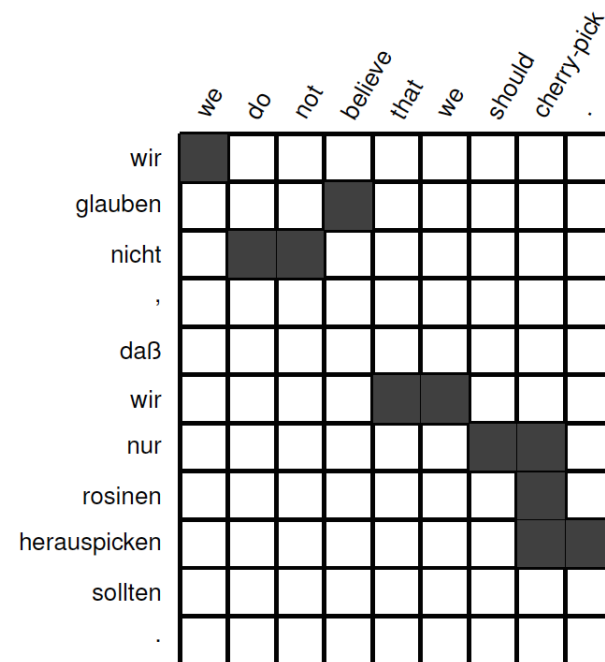 we do not believe that we should cherry-pick .
wir
glauben
nicht
,
daß
wir
nur
rosinen
herauspicken
sollten
.